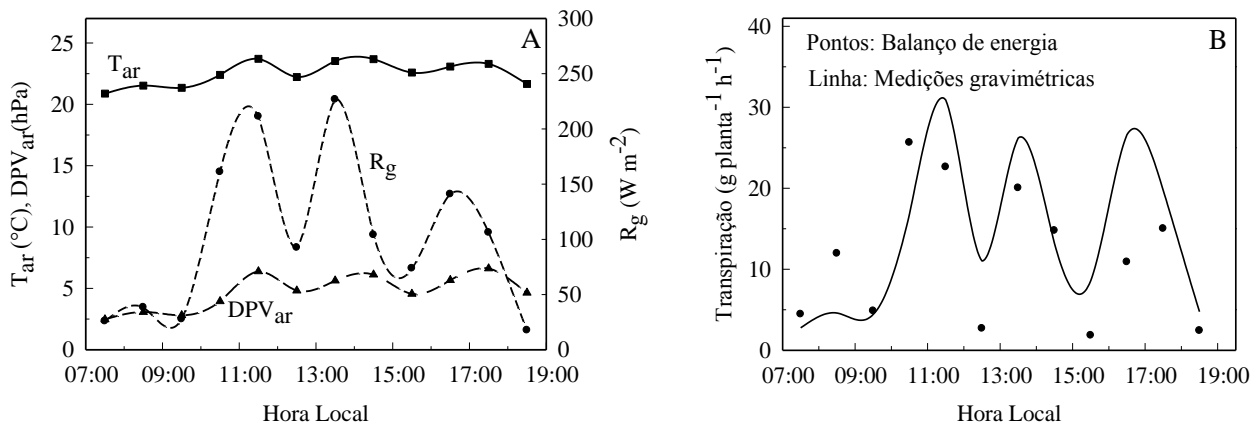 A
T_ar
R_g
DPV_ar
T_ar (°C), DPV_ar(hPa)
0
5
10
15
20
25
R_g (W m^-2)
0
50
100
150
200
250
300
07:00 09:00 11:00 13:00 15:00 17:00 19:00
Hora Local
B
Pontos: Balanço de energia
Linha: Medições gravimétricas
Transpiração (g planta^-1 h^-1)
0
10
20
30
40
07:00 09:00 11:00 13:00 15:00 17:00 19:00
Hora Local